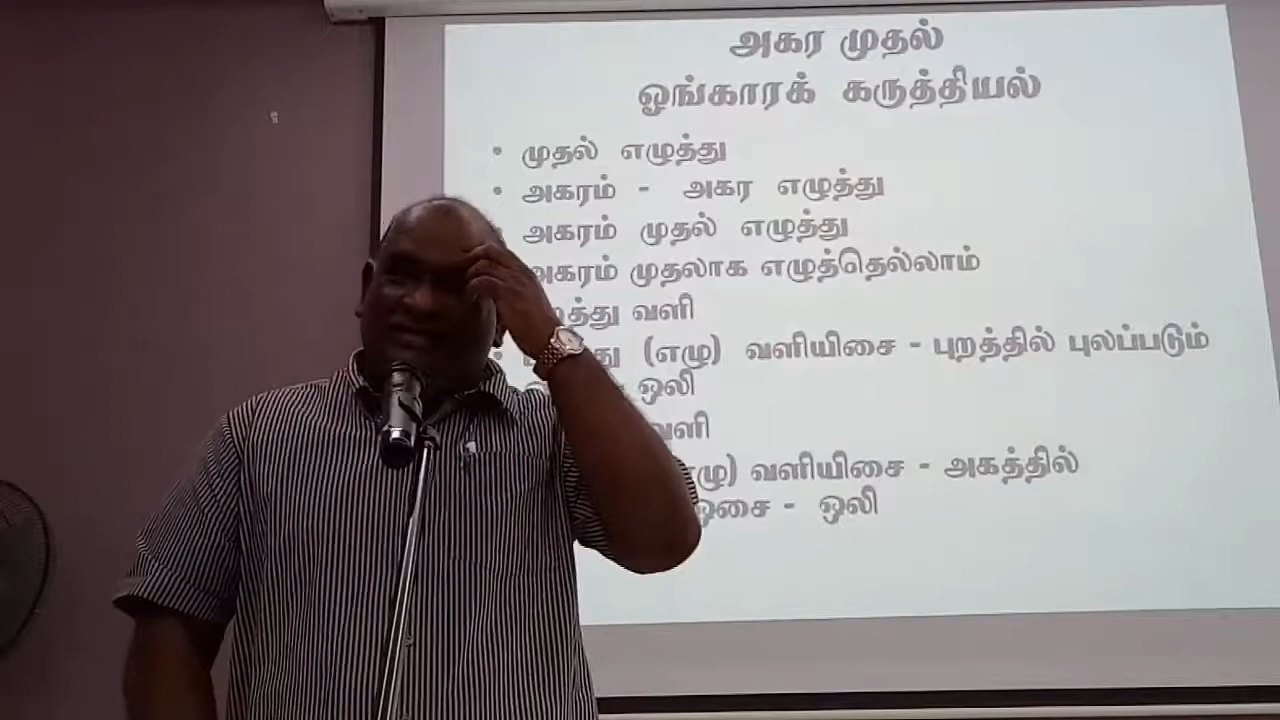 அகர முதல்
ஓங்காரக் கருத்தியல்
• முதல் எழுத்து
• அகரம் - அகர எழுத்து
அகரம் முதல் எழுத்து
அகரம் முதலாக எழுத்தெல்லாம்
வளி
(எழு) வளியிசை - புறத்தில் புலப்படும்
ஒலி
வளி
வளியிசை - அகத்தில்
ஓசை - ஒலி